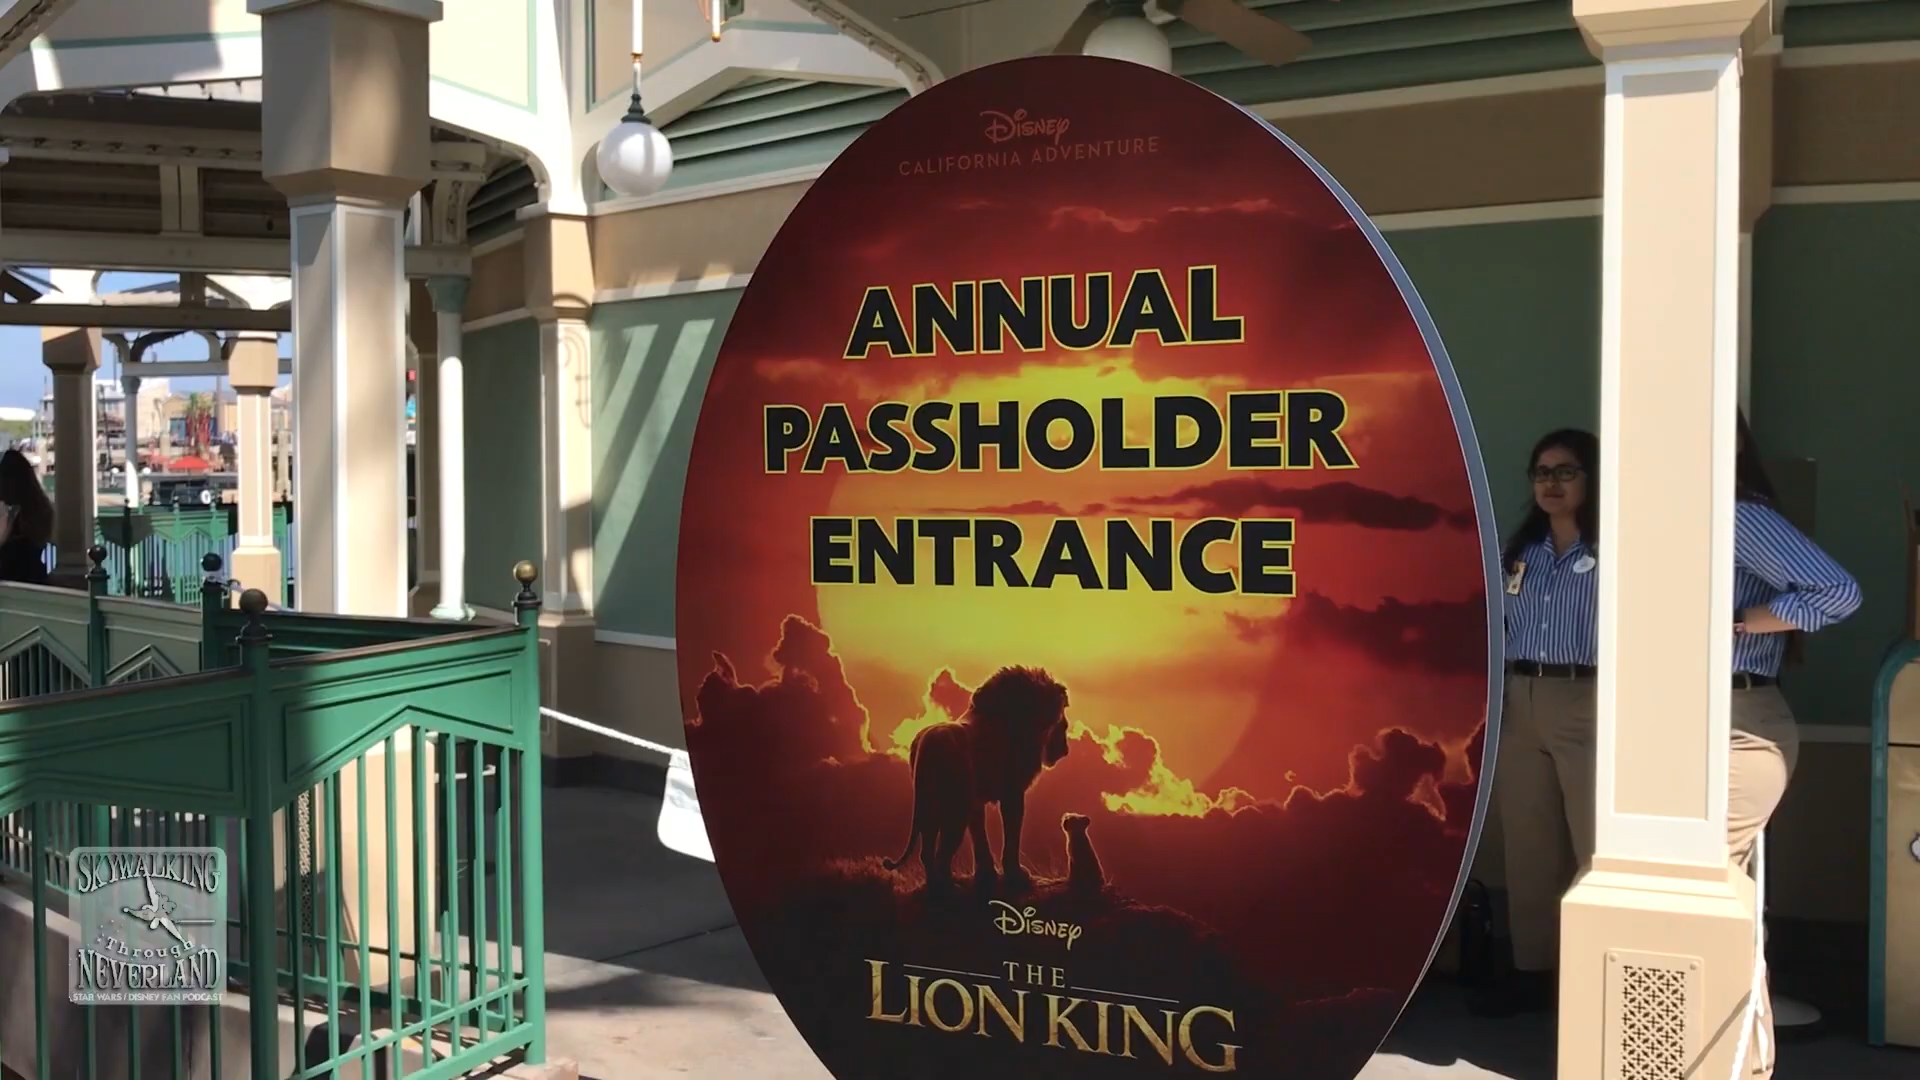 Disney
CALIFORNIA ADVENTURE
ANNUAL
PASSHOLDER
ENTRANCE
Disney
THE
LION KING
SKYWALKING
Through
NEVERLAND
STAR WARS / DISNEY FAN PODCAST